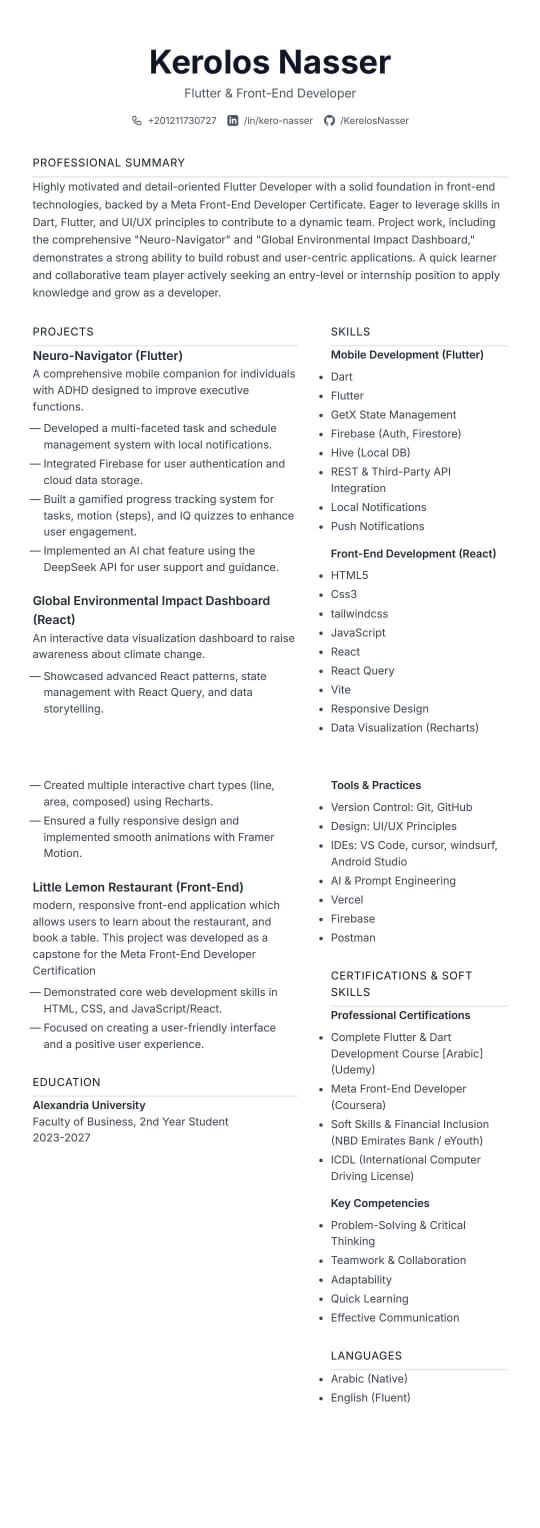 Kerolos Nasser
Flutter & Front-End Developer
+201211730727 /in/kero-nasser /KerelosNasser
PROFESSIONAL SUMMARY
Highly motivated and detail-oriented Flutter Developer with a solid foundation in front-end
technologies, backed by a Meta Front-End Developer Certificate. Eager to leverage skills in
Dart, Flutter, and UI/UX principles to contribute to a dynamic team. Project work, including
the comprehensive "Neuro-Navigator" and "Global Environmental Impact Dashboard,"
demonstrates a strong ability to build robust and user-centric applications. A quick learner
and collaborative team player actively seeking an entry-level or internship position to apply
knowledge and grow as a developer.
PROJECTS
Neuro-Navigator (Flutter)
A comprehensive mobile companion for individuals
with ADHD designed to improve executive
functions.
— Developed a multi-faceted task and schedule
management system with local notifications.
— Integrated Firebase for user authentication and
cloud data storage.
— Built a gamified progress tracking system for
tasks, motion (steps), and IQ quizzes to enhance
user engagement.
— Implemented an AI chat feature using the
DeepSeek API for user support and guidance.
Global Environmental Impact Dashboard
(React)
An interactive data visualization dashboard to raise
awareness about climate change.
— Showcased advanced React patterns, state
management with React Query, and data
storytelling.
— Created multiple interactive chart types (line,
area, composed) using Recharts.
— Ensured a fully responsive design and
implemented smooth animations with Framer
Motion.
Little Lemon Restaurant (Front-End)
modern, responsive front-end application which
allows users to learn about the restaurant, and
book a table. This project was developed as a
capstone for the Meta Front-End Developer
Certification
— Demonstrated core web development skills in
HTML, CSS, and JavaScript/React.
— Focused on creating a user-friendly interface
and a positive user experience.
EDUCATION
Alexandria University
Faculty of Business, 2nd Year Student
2023-2027
SKILLS
Mobile Development (Flutter)
• Dart
• Flutter
• GetX State Management
• Firebase (Auth, Firestore)
• Hive (Local DB)
• REST & Third-Party API
Integration
• Local Notifications
• Push Notifications
Front-End Development (React)
• HTML5
• Css3
• tailwindcss
• JavaScript
• React
• React Query
• Vite
• Responsive Design
• Data Visualization (Recharts)
Tools & Practices
• Version Control: Git, GitHub
• Design: UI/UX Principles
• IDEs: VS Code, cursor, windsurf,
Android Studio
• AI & Prompt Engineering
• Vercel
• Firebase
• Postman
CERTIFICATIONS & SOFT
SKILLS
Professional Certifications
• Complete Flutter & Dart
Development Course [Arabic]
(Udemy)
• Meta Front-End Developer
(Coursera)
• Soft Skills & Financial Inclusion
(NBD Emirates Bank / eYouth)
• ICDL (International Computer
Driving License)
Key Competencies
• Problem-Solving & Critical
Thinking
• Teamwork & Collaboration
• Adaptability
• Quick Learning
• Effective Communication
LANGUAGES
• Arabic (Native)
• English (Fluent)